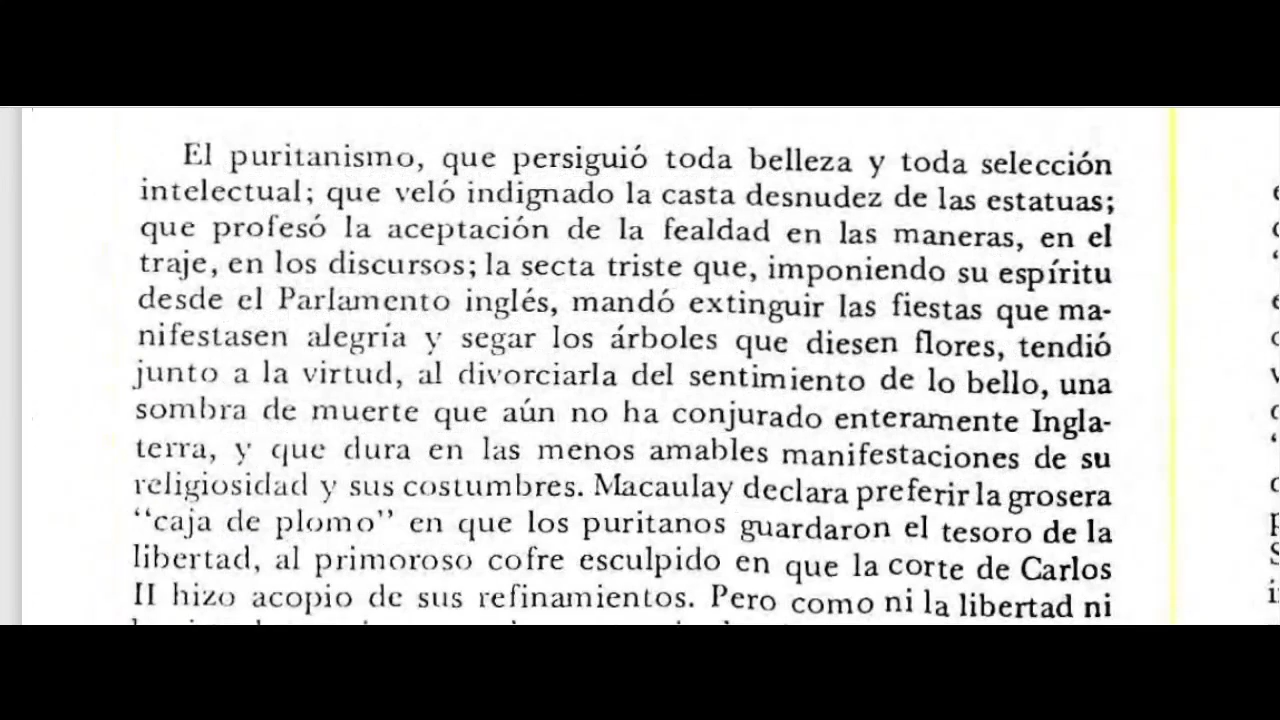 El puritanismo, que persiguió toda belleza y toda selección
intelectual; que veló indignado la casta desnudez de las estatuas;
que profesó la aceptación de la fealdad en las maneras, en el
traje, en los discursos; la secta triste que, imponiendo su espíritu
desde el Parlamento inglés, mandó extinguir las fiestas que ma-
nifestasen alegría y segar los árboles que diesen flores, tendió
junto a la virtud, al divorciarla del sentimiento de lo bello, una
sombra de muerte que aún no ha conjurado enteramente Ingla-
terra, y que dura en las menos amables manifestaciones de su
religiosidad y sus costumbres. Macaulay declara preferir la grosera
“caja de plomo” en que los puritanos guardaron el tesoro de la
libertad, al primoroso cofre esculpido en que la corte de Carlos
II hizo acopio de sus refinamientos. Pero como ni la libertad ni